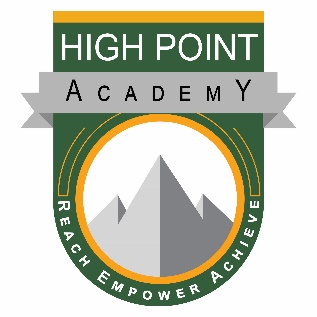 HIGH POINT
ACADEMY
REACH EMPOWER ACHIEVE